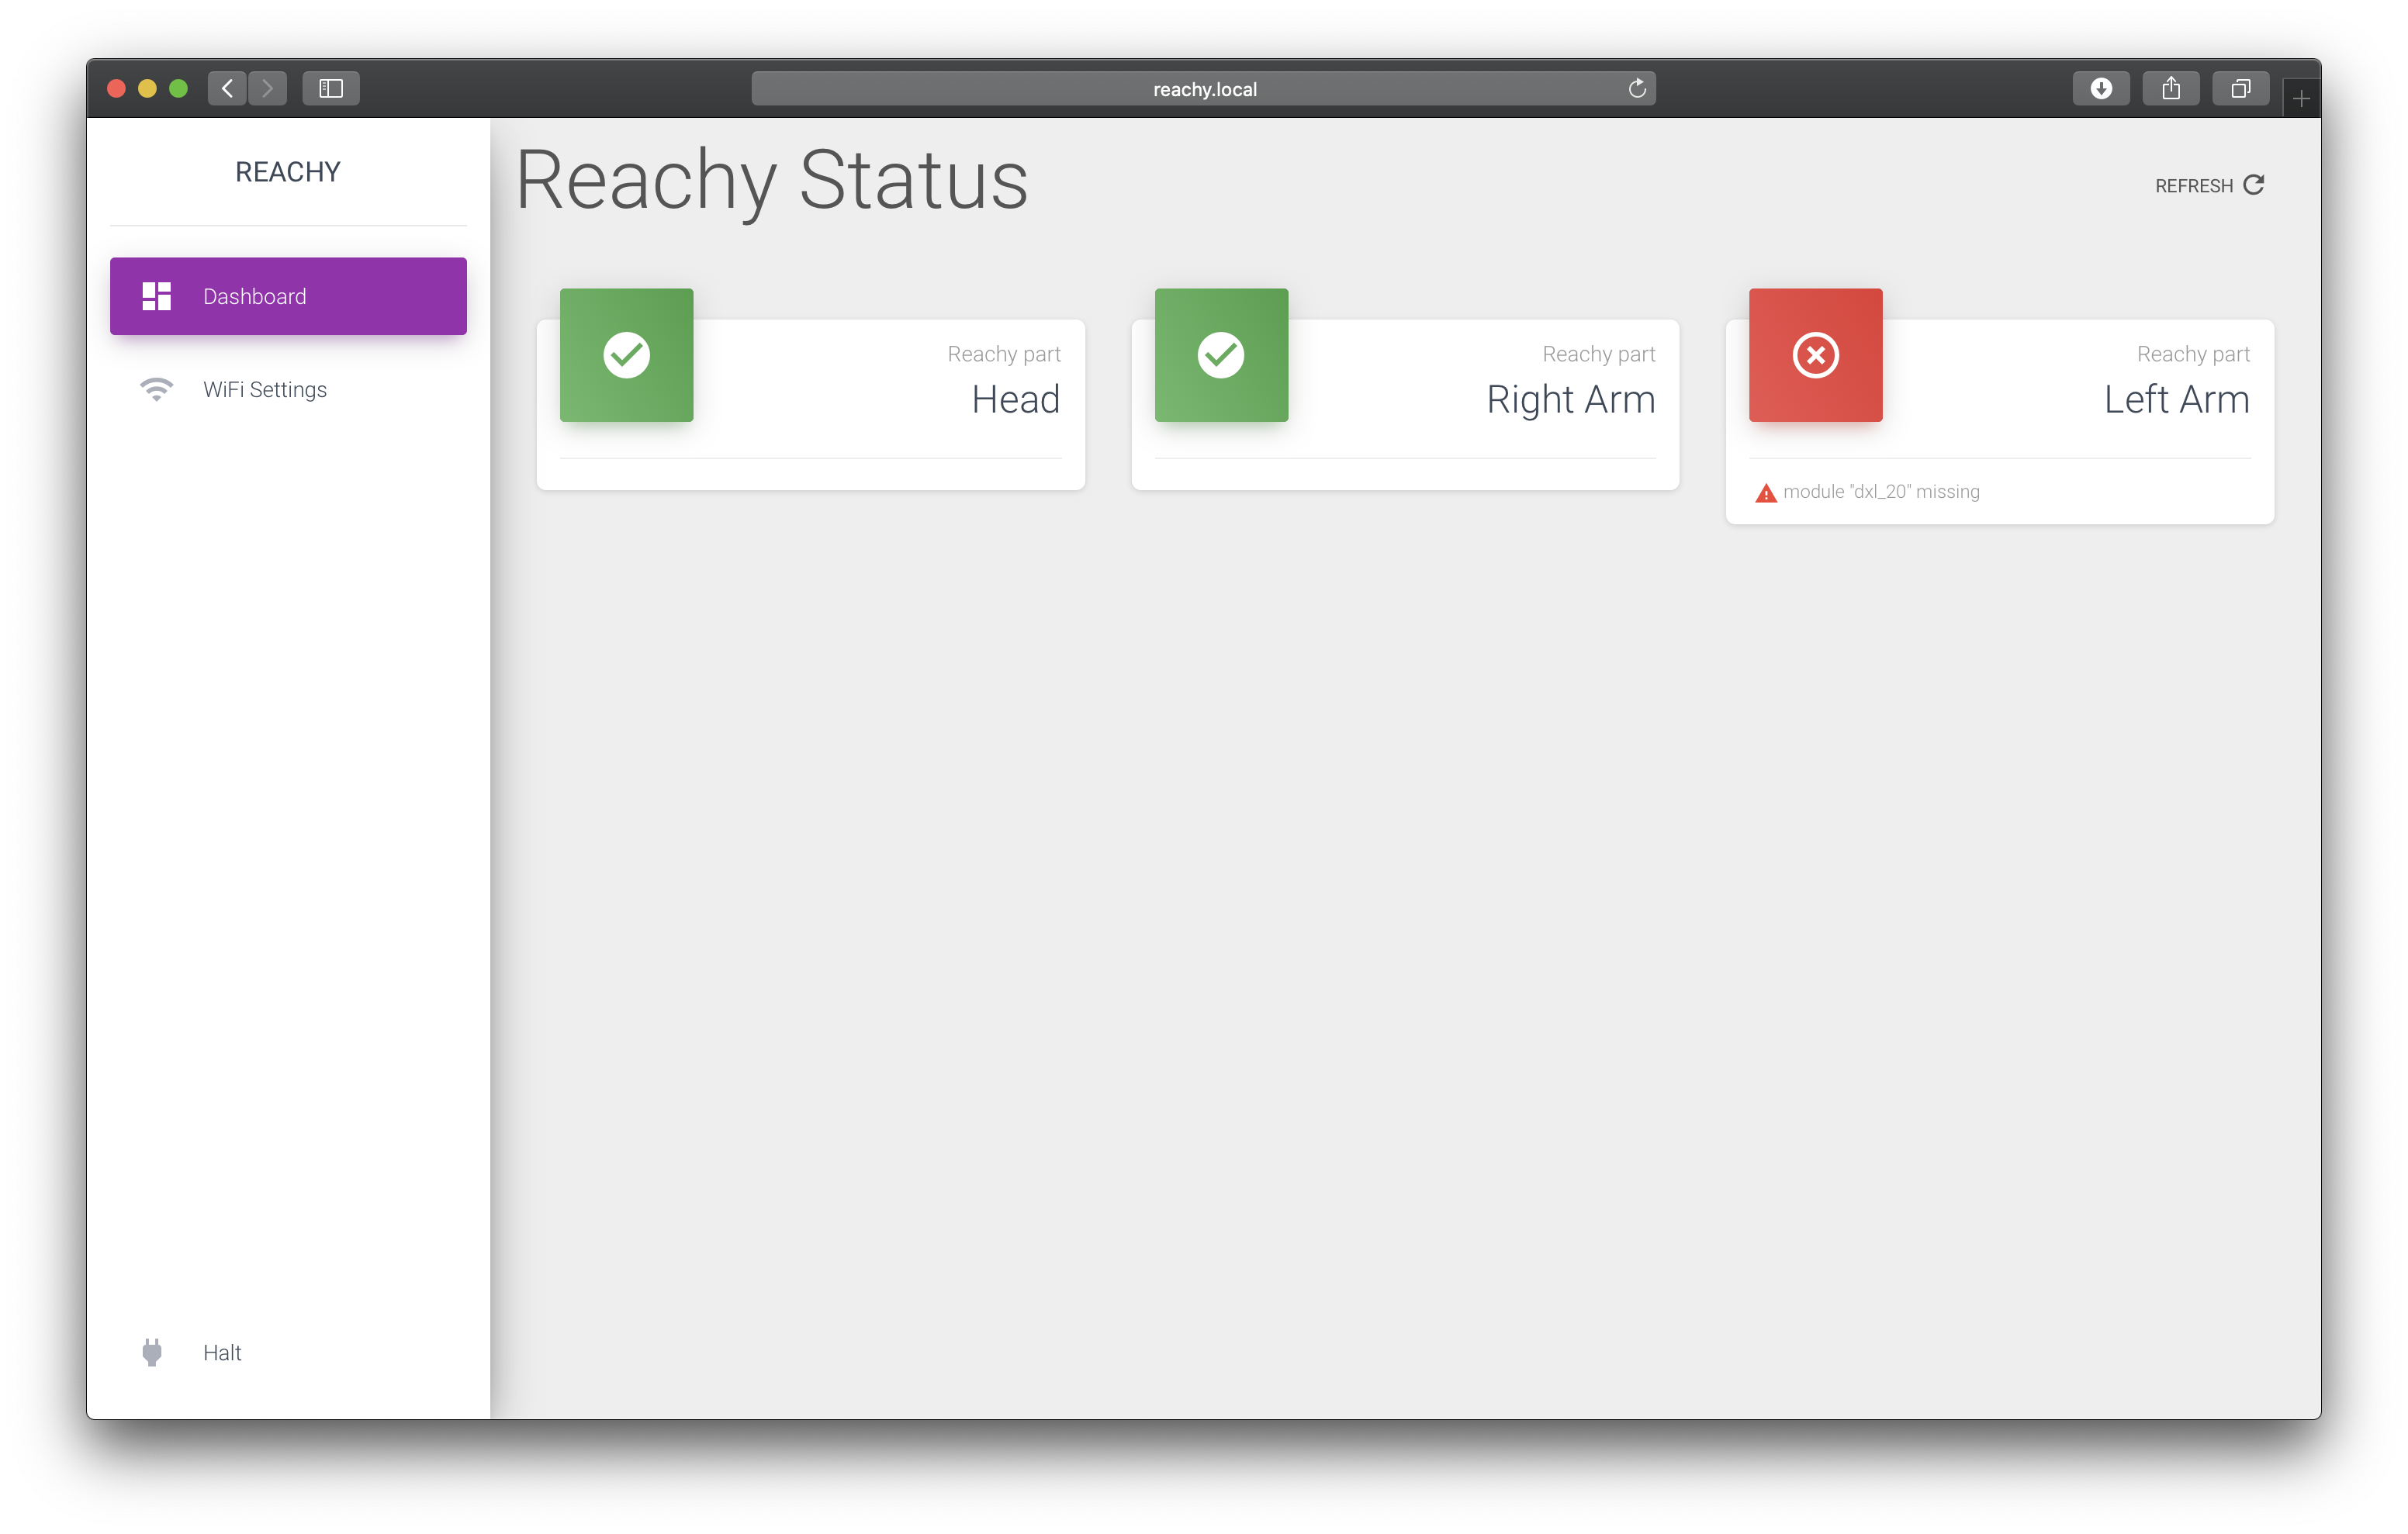 reachy.local
REACHY
Dashboard
WiFi Settings
Halt
Reachy Status
REFRESH
Reachy part
Head
Reachy part
Right Arm
Reachy part
Left Arm
module "dxl_20" missing